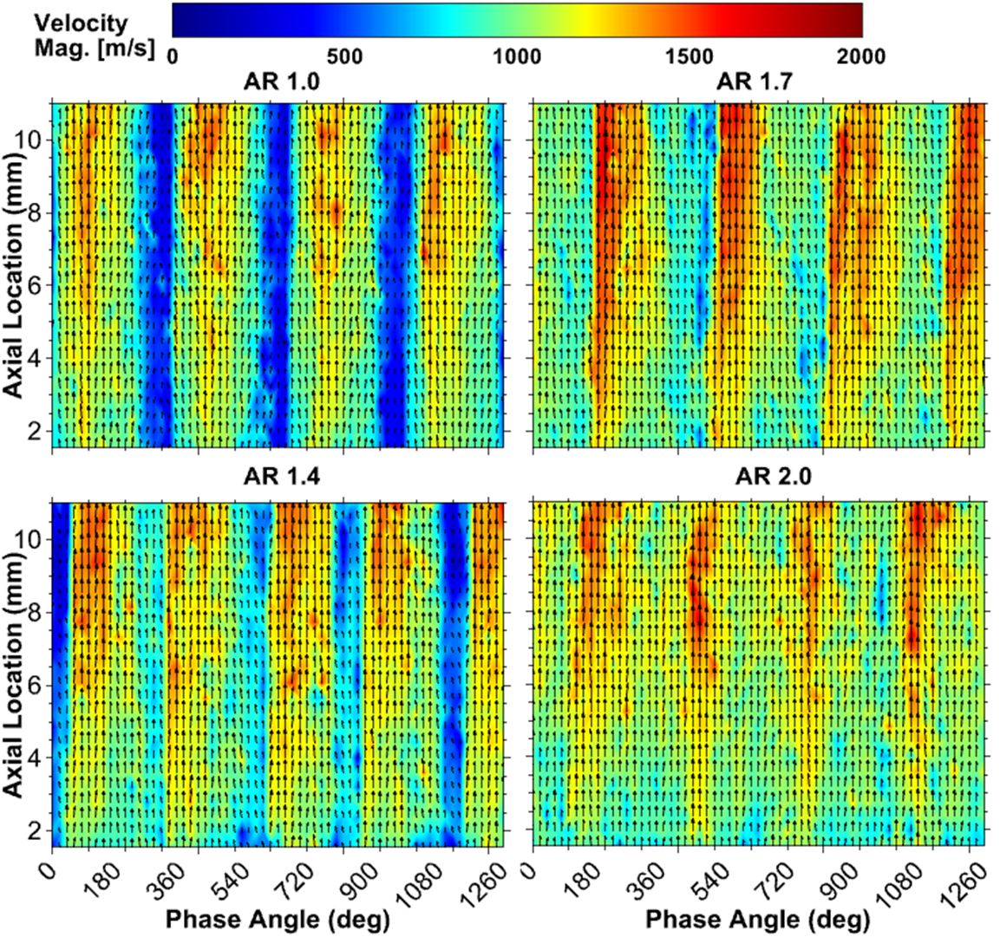 Velocity
Mag. [m/s]
0 500 1000 1500 2000
AR 1.0 AR 1.7
Axial Location (mm)
10
8
6
4
2
AR 1.4 AR 2.0
Axial Location (mm)
10
8
6
4
2
0 180 360 540 720 900 1080 1260 0 180 360 540 720 900 1080 1260
Phase Angle (deg) Phase Angle (deg)